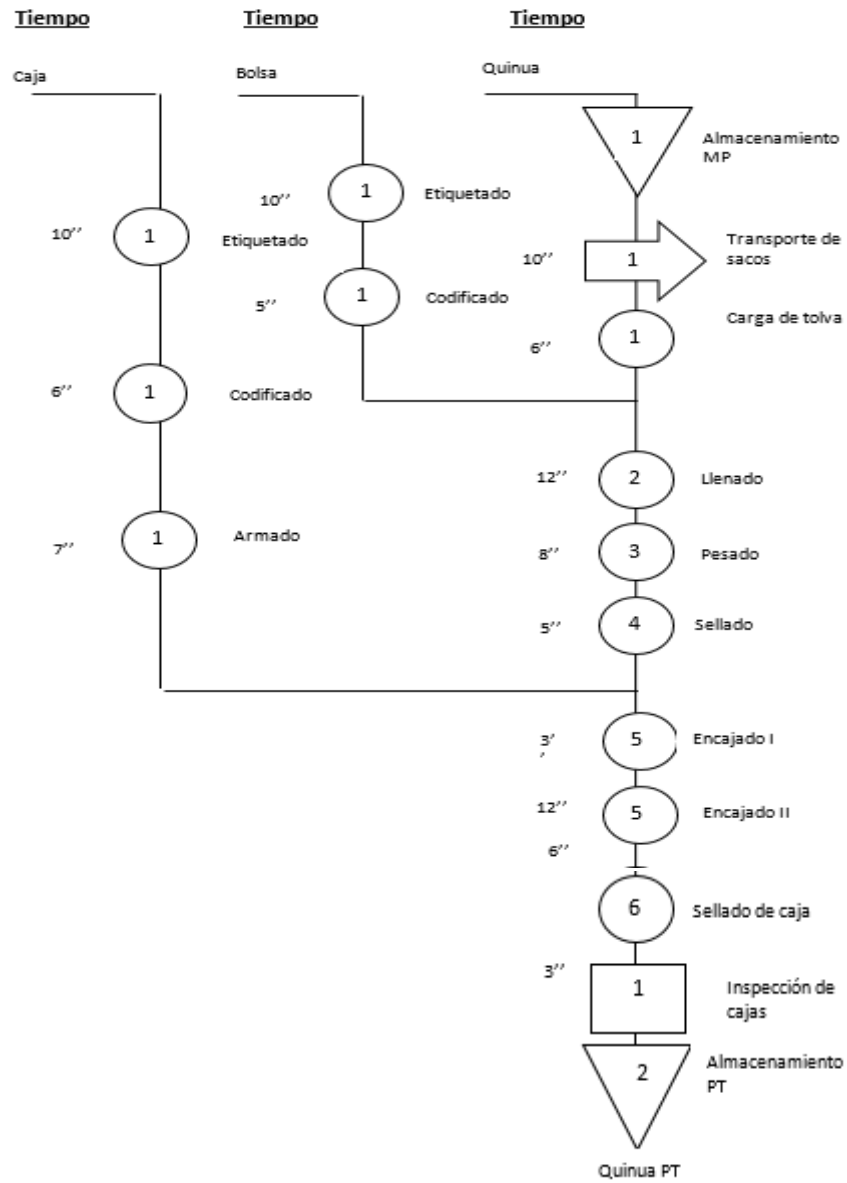 Tiempo
Tiempo
Tiempo
Caja
Bolsa
Quinua
1
Almacenamiento
MP
10’’
1
Etiquetado
10’’
1
Etiquetado
10’’
1
Transporte de
sacos
5’’
1
Codificado
6’’
1
Carga de tolva
6’’
1
Codificado
12’’
2
Llenado
7’’
1
Armado
8’’
3
Pesado
5’’
4
Sellado
3’
’
5
Encajado I
12’’
5
Encajado II
6’’
6
Sellado de caja
3’’
1
Inspección de
cajas
2
Almacenamiento
PT
Quinua PT